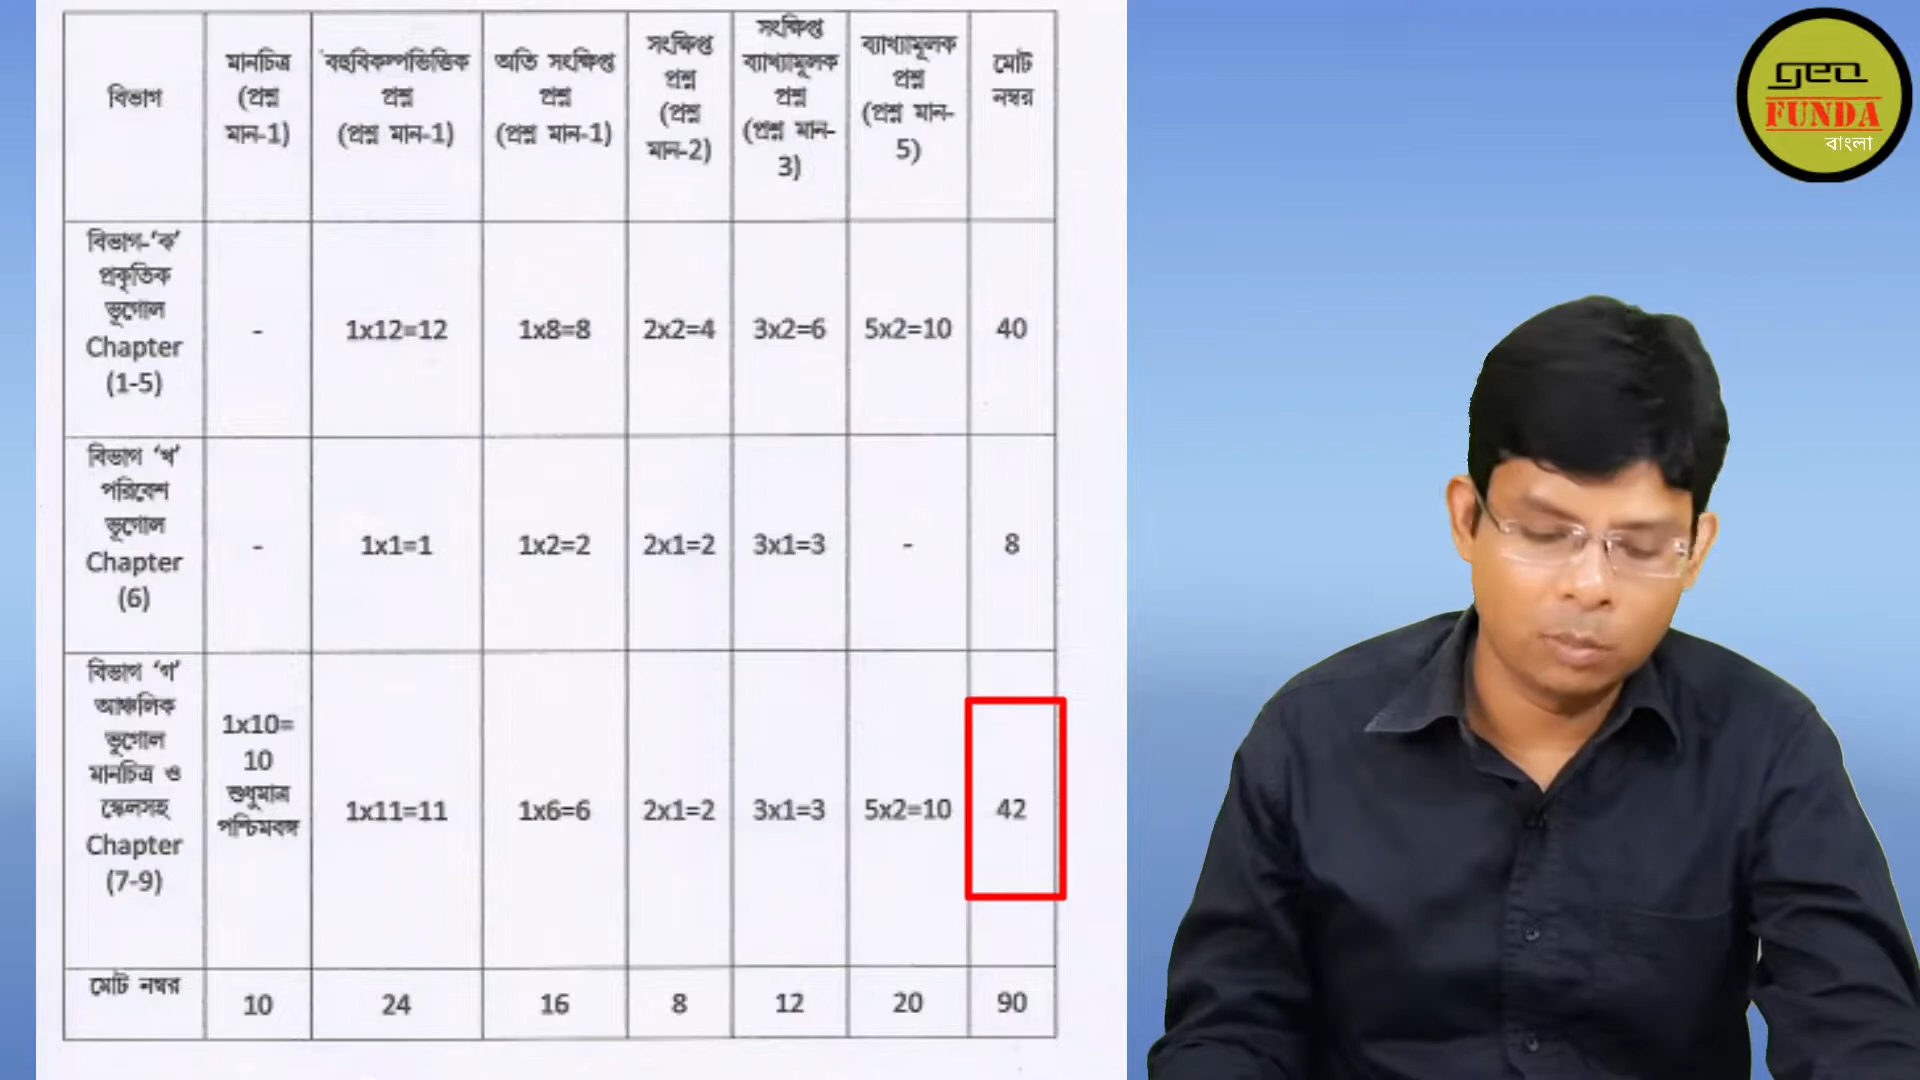 বিভাগ
মানচিত্র
(প্রশ্ন
মান-1)
বহুবিকল্পভিত্তিক
প্রশ্ন
(প্রশ্ন মান-1)
অতি সংক্ষিপ্ত
প্রশ্ন
(প্রশ্ন মান-1)
সংক্ষিপ্ত
প্রশ্ন
(প্রশ্ন
মান-2)
সংক্ষিপ্ত
ব্যাখ্যামূলক
প্রশ্ন
(প্রশ্ন মান-
3)
ব্যাখ্যামূলক
প্রশ্ন
(প্রশ্ন মান-
5)
মোট
নম্বর
বিভাগ-‘ক’
প্রকৃতিক
ভূগোল
Chapter
(1-5)
-
1x12=12
1x8=8
2x2=4
3x2=6
5x2=10
40
বিভাগ ‘খ’
পরিবেশ
ভূগোল
Chapter
(6)
-
1x1=1
1x2=2
2x1=2
3x1=3
-
8
বিভাগ ‘গ’
আঞ্চলিক
ভূগোল
মানচিত্র ও
স্কেলসহ
Chapter
(7-9)
1x10=
10
শুধুমাত্র
পশ্চিমবঙ্গ
1x11=11
1x6=6
2x1=2
3x1=3
5x2=10
42
মোট নম্বর
10
24
16
8
12
20
90
geo
FUNDA
বাংলা